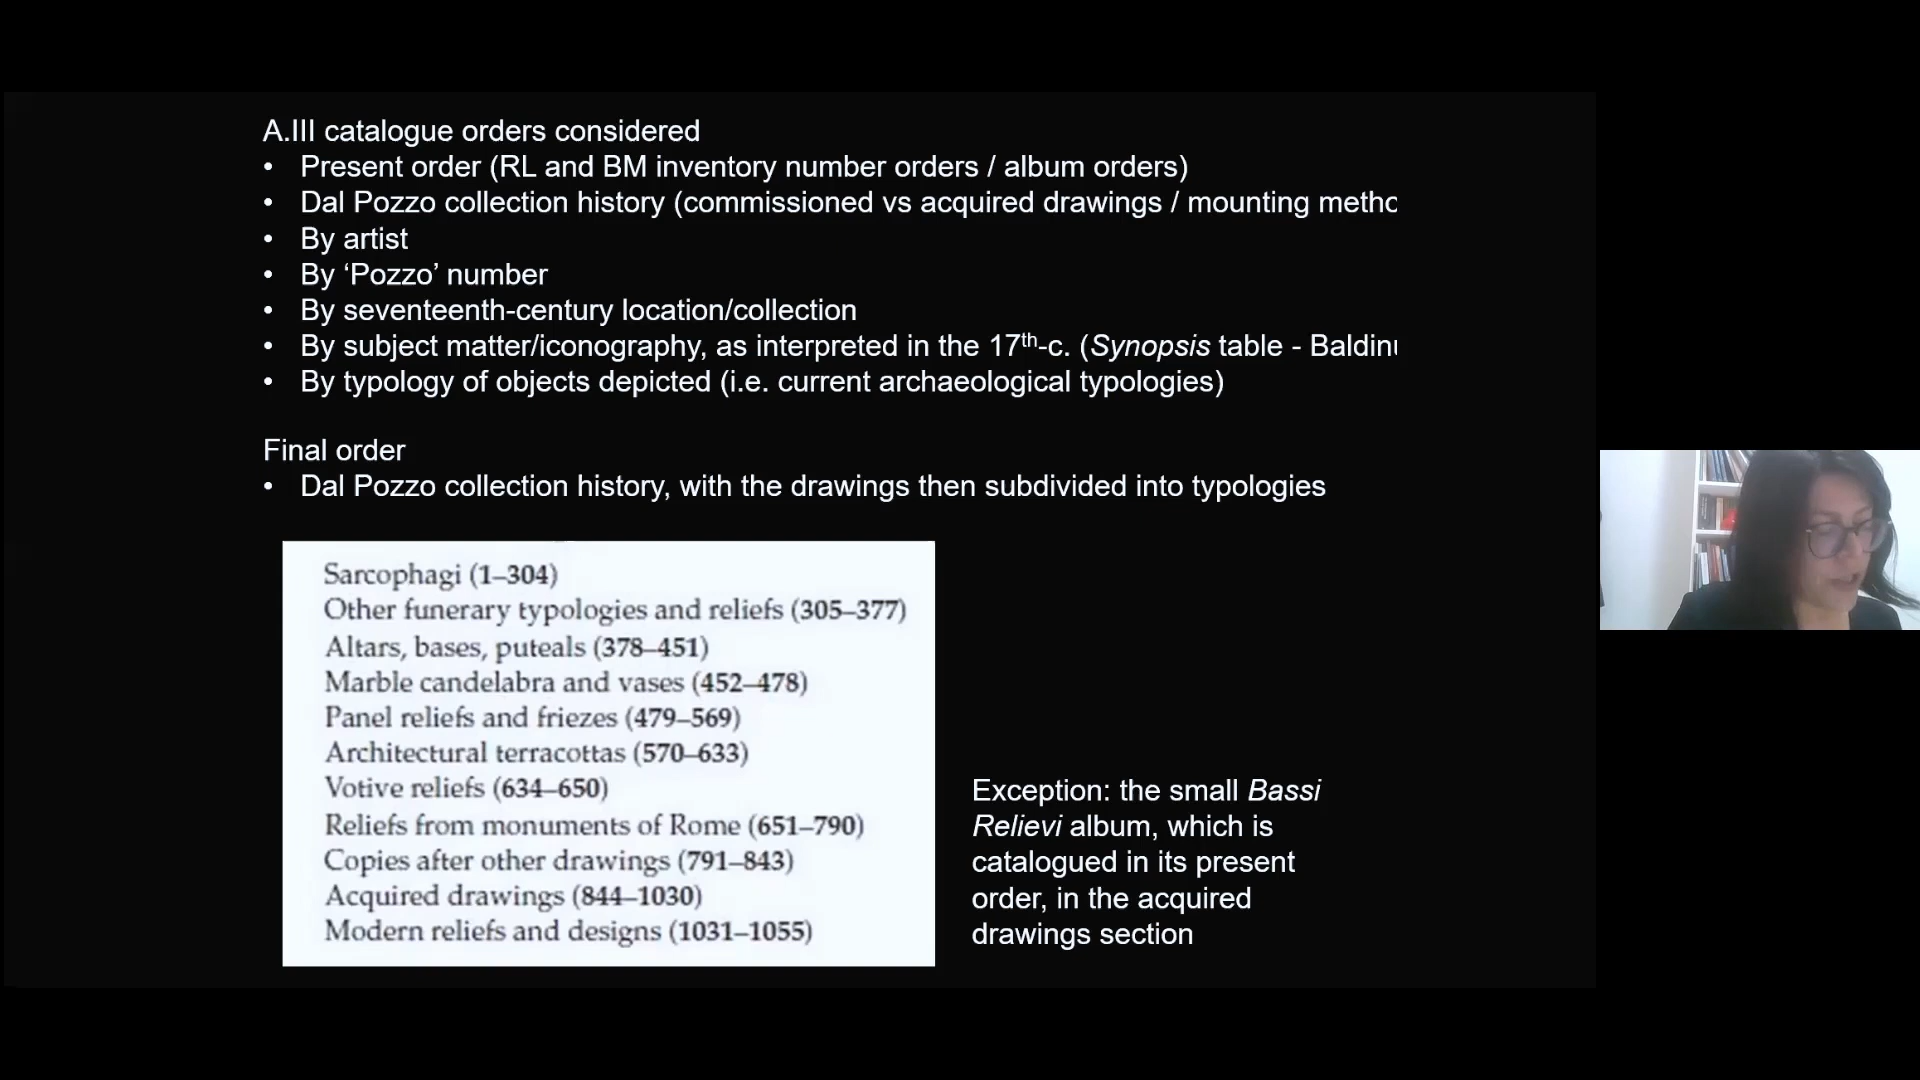 A.III catalogue orders considered
• Present order (RL and BM inventory number orders / album orders)
• Dal Pozzo collection history (commissioned vs acquired drawings / mounting metho
• By artist
• By ‘Pozzo’ number
• By seventeenth-century location/collection
• By subject matter/iconography, as interpreted in the 17th-c. (Synopsis table - Baldinu
• By typology of objects depicted (i.e. current archaeological typologies)
Final order
• Dal Pozzo collection history, with the drawings then subdivided into typologies
Sarcophagi (1–304)
Other funerary typologies and reliefs (305–377)
Altars, bases, puteals (378–451)
Marble candelabra and vases (452–478)
Panel reliefs and friezes (479–569)
Architectural terracottas (570–633)
Votive reliefs (634–650)
Reliefs from monuments of Rome (651–790)
Copies after other drawings (791–843)
Acquired drawings (844–1030)
Modern reliefs and designs (1031–1055)
Exception: the small Bassi
Relievi album, which is
catalogued in its present
order, in the acquired
drawings section